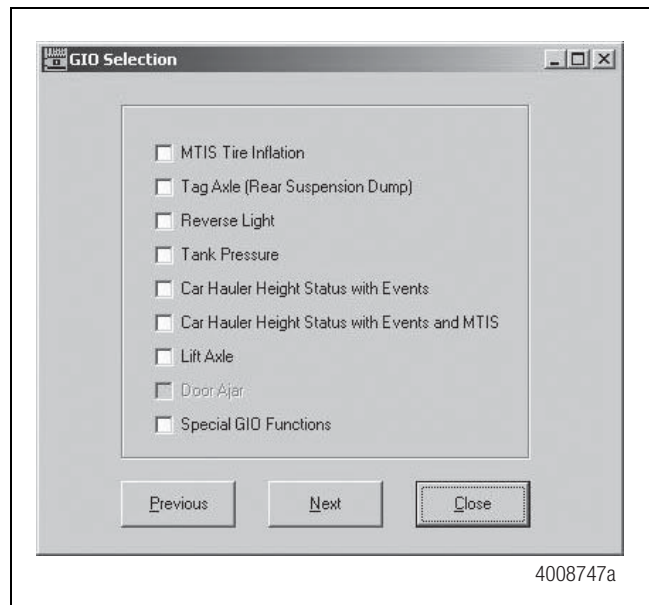 GIO Selection
MTIS Tire Inflation
Tag Axle (Rear Suspension Dump)
Reverse Light
Tank Pressure
Car Hauler Height Status with Events
Car Hauler Height Status with Events and MTIS
Lift Axle
Door Ajar
Special GIO Functions
Previous Next Close
4008747a